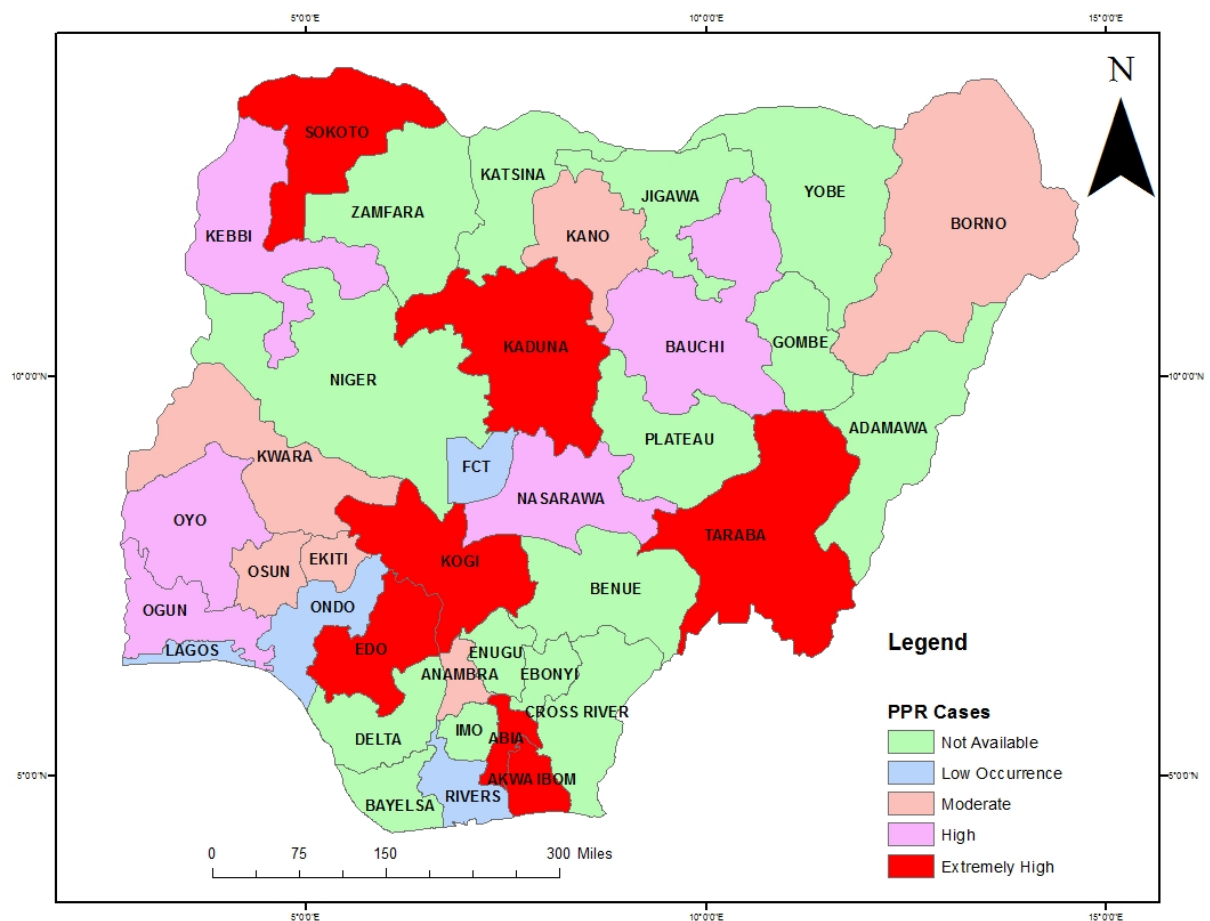 5°0'0"E
10°0'0"E
15°0'0"E
N
SOKOTO
KATSINA
JIGAWA
YOBE
ZAMFARA
BORNO
KEBBI
KANO
KADUNA
BAUCHI
GOMBE
10°0'0"N
10°0'0"N
NIGER
ADAMAWA
PLATEAU
KWARA
FCT
NASARAWA
OYO
TARABA
KOGI
OSUN
EKITI
BENUE
OGUN
ONDO
LAGOS
EDO
ENUGU
ANAMBRA
EBONYI
CROSS RIVER
DELTA
IMO
ABIA
AKWA IBOM
BAYELSA
RIVERS
5°0'0"N
5°0'0"N
Legend
PPR Cases
Not Available
Low Occurrence
Moderate
High
Extremely High
0 75 150 300 Miles
5°0'0"E
10°0'0"E
15°0'0"E